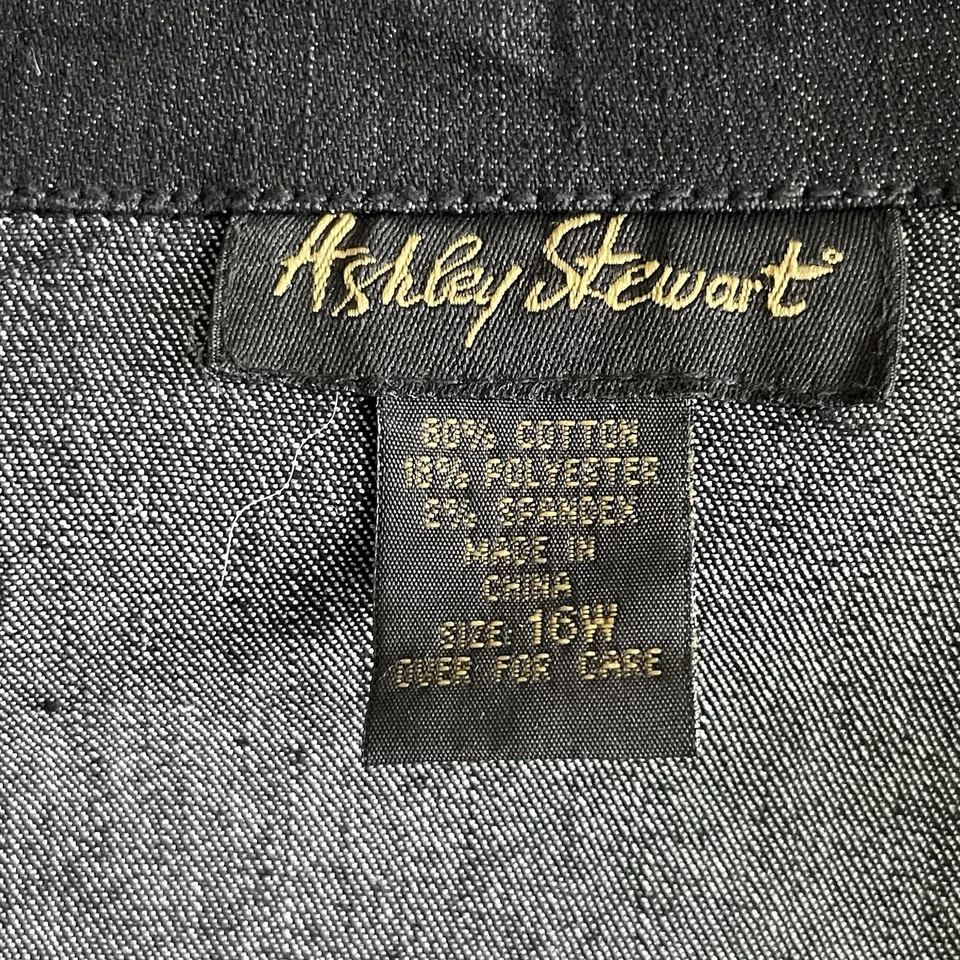 Ashley Stewart
80% COTTON
18% POLYESTER
2% SPANDEX
MADE IN
CHINA
SIZE 16W
OVER FOR CARE